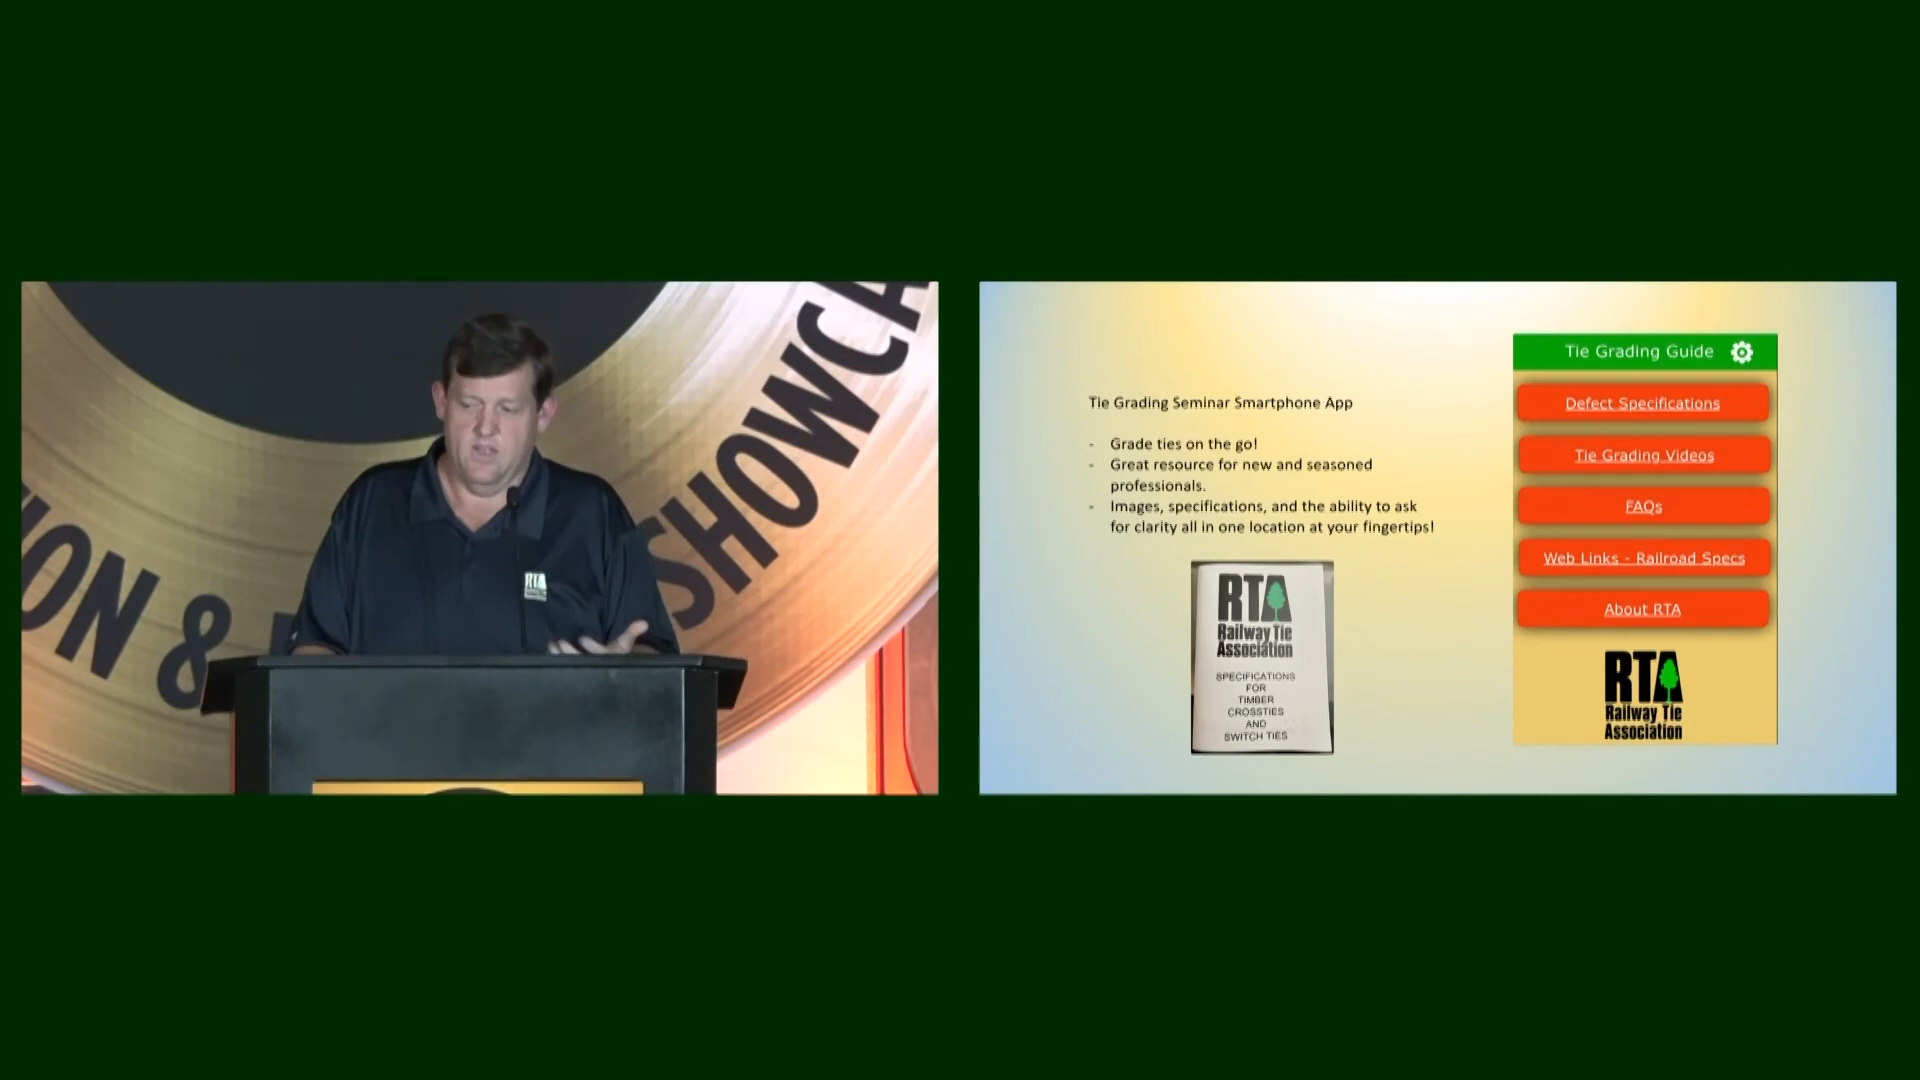 ION &
SHOWCA
RTA
Tie Grading Seminar Smartphone App
- Grade ties on the go!
- Great resource for new and seasoned
professionals.
- Images, specifications, and the ability to ask
for clarity all in one location at your fingertips!
RTA
Railway Tie
Association
SPECIFICATIONS
FOR
TIMBER
CROSSTIES
AND
SWITCH TIES
Tie Grading Guide
Defect Specifications
Tie Grading Videos
FAQs
Web Links - Railroad Specs
About RTA
RTA
Railway Tie
Association